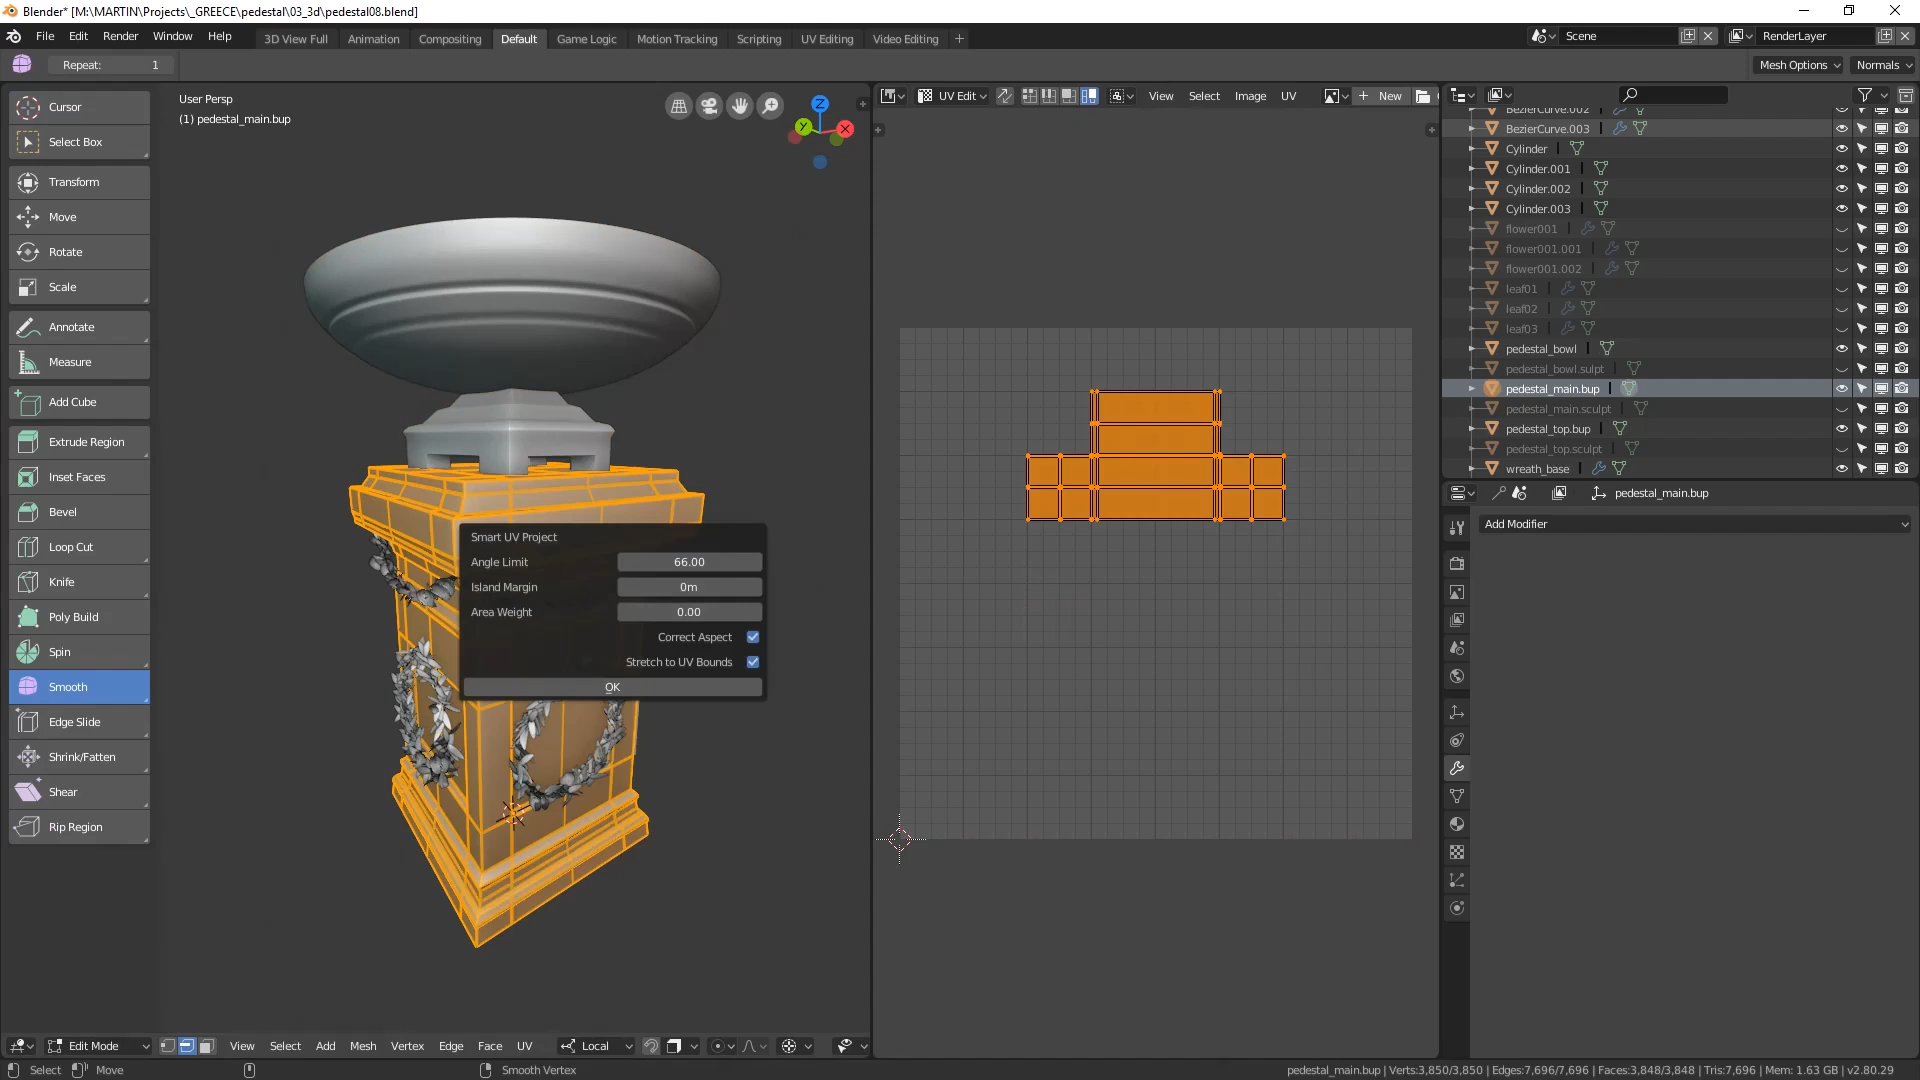 Blender* [M:\MARTIN\Projects\_GREECE\pedestal\03_3d\pedestal08.blend]
File Edit Render Window Help 3D View Full Animation Compositing Default Game Logic Motion Tracking Scripting UV Editing Video Editing Scene RenderLayer
Repeat: 1 Mesh Options Normals
User Persp
(1) pedestal_main.bup
Z
Y
X
UV Edit View Select Image UV New
Cursor
Select Box
Transform
Move
Rotate
Scale
Annotate
Measure
Add Cube
Extrude Region
Inset Faces
Bevel
Loop Cut
Knife
Poly Build
Spin
Smooth
Edge Slide
Shrink/Fatten
Shear
Rip Region
Smart UV Project
Angle Limit 66.00
Island Margin 0m
Area Weight 0.00
Correct Aspect
Stretch to UV Bounds
OK
BezierCurve.002
BezierCurve.003
Cylinder
Cylinder.001
Cylinder.002
Cylinder.003
flower001
flower001.001
flower001.002
leaf01
leaf02
leaf03
pedestal_bowl
pedestal_bowl.sulpt
pedestal_main.bup
pedestal_main.sculpt
pedestal_top.bup
pedestal_top.sculpt
wreath_base
pedestal_main.bup
Add Modifier
Edit Mode View Select Add Mesh Vertex Edge Face UV Local
Select Move Smooth Vertex pedestal_main.bup | Verts:3,850/3,850 | Edges:7,696/7,696 | Faces:3,848/3,848 | Tris:7,696 | Mem: 1.63 GB | v2.80.29